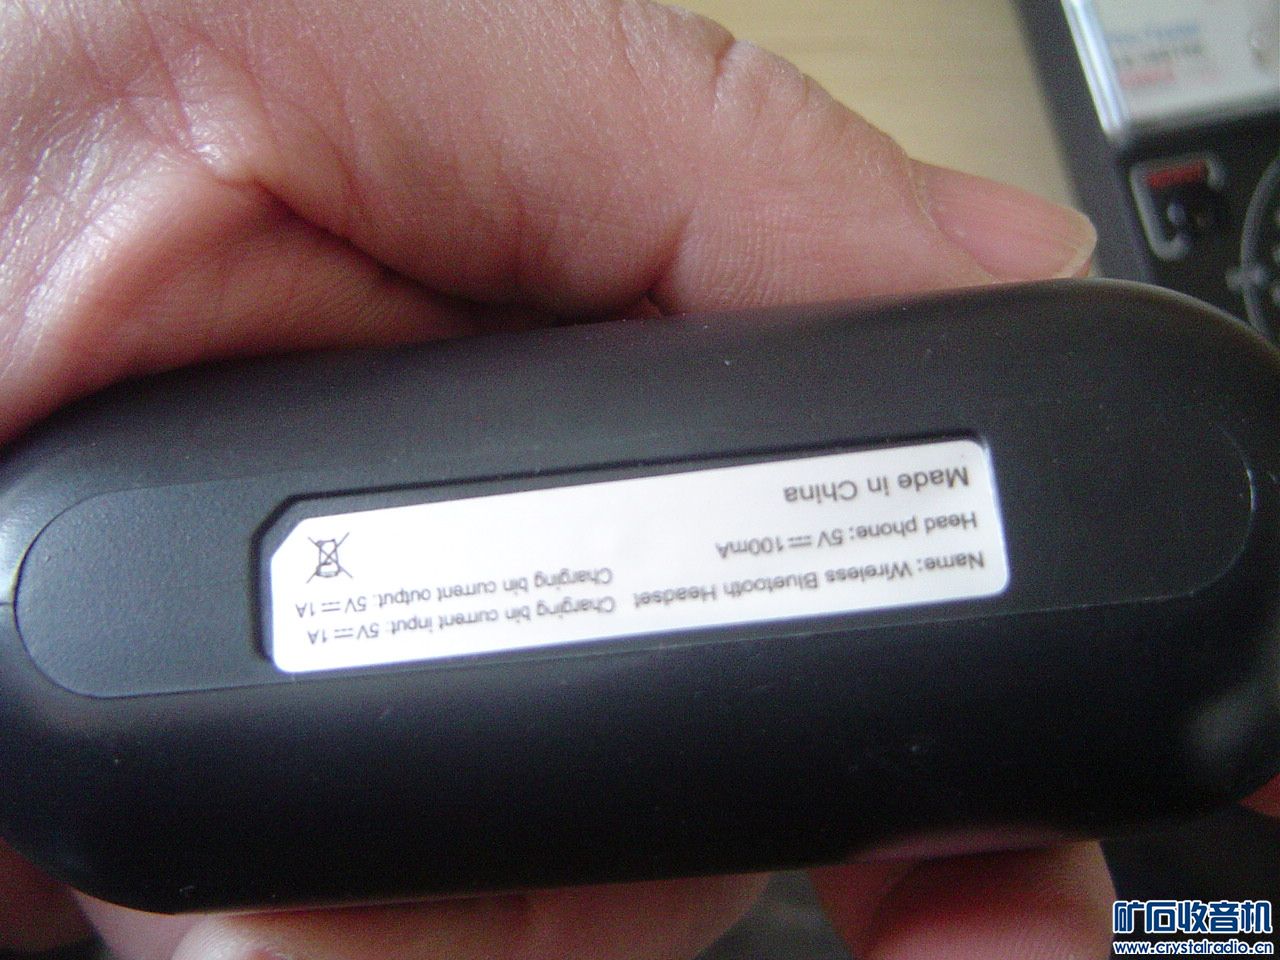 Name: Wireless Bluetooth Headset
Head phone: 5V⎓100mA
Made in China
Charging bin current input: 5V⎓1A
Charging bin current output: 5V⎓1A
矿石收音机
www.crystalradio.cn